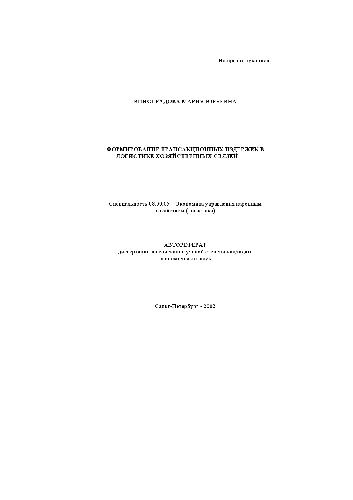 На правах рукописи
ФОРМИРОВАНИЕ ТРАНСАКЦИОННЫХ ИЗДЕРЖЕК В
ЛОГИСТИКЕ ХОЗЯЙСТВЕННЫХ СВЯЗЕЙ
Специальность 08.00.05 – Экономика и управление народным
хозяйством (логистика)
АВТОРЕФЕРАТ
диссертации на соискание ученой степени кандидата
экономических наук
Санкт-Петербург – 2002